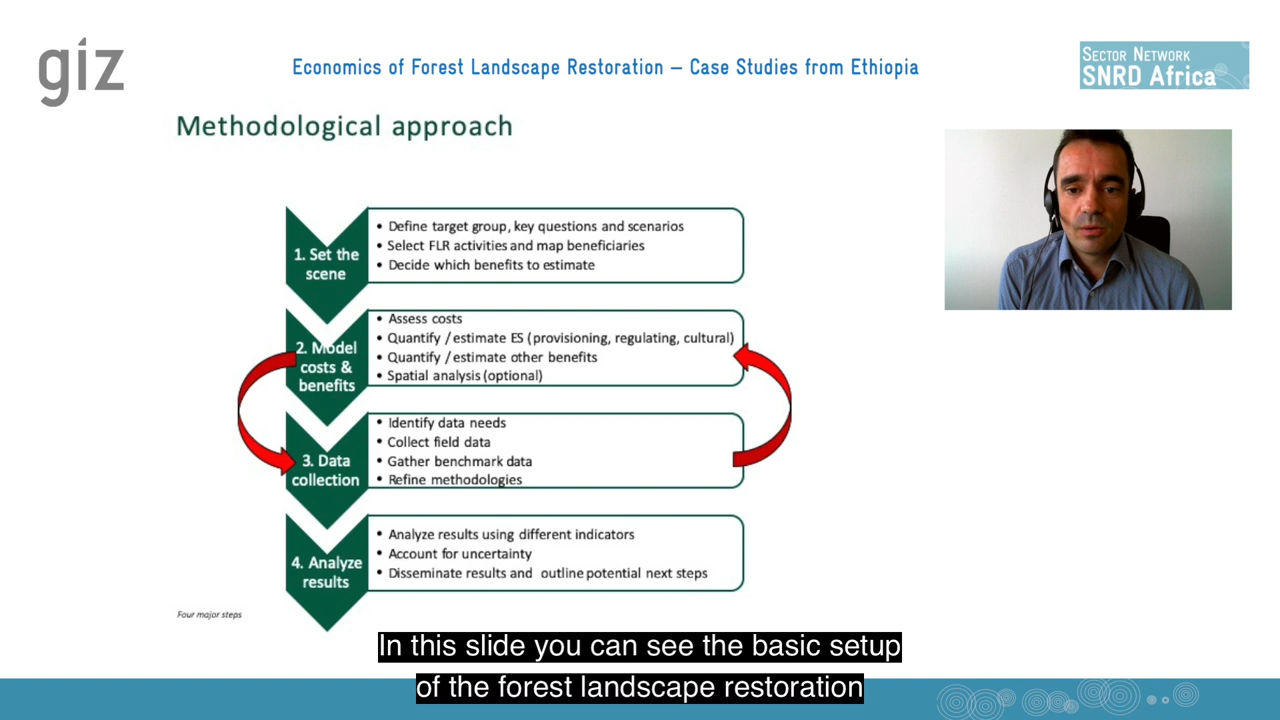 giz
Economics of Forest Landscape Restoration – Case Studies from Ethiopia
Sector Network
SNRD Africa
Methodological approach
1. Set the
scene
• Define target group, key questions and scenarios
• Select FLR activities and map beneficiaries
• Decide which benefits to estimate
2. Model
costs &
benefits
• Assess costs
• Quantify / estimate ES (provisioning, regulating, cultural)
• Quantify / estimate other benefits
• Spatial analysis (optional)
3. Data
collection
• Identify data needs
• Collect field data
• Gather benchmark data
• Refine methodologies
4. Analyze
results
• Analyze results using different indicators
• Account for uncertainty
• Disseminate results and outline potential next steps
Four major steps
In this slide you can see the basic setup
of the forest landscape restoration